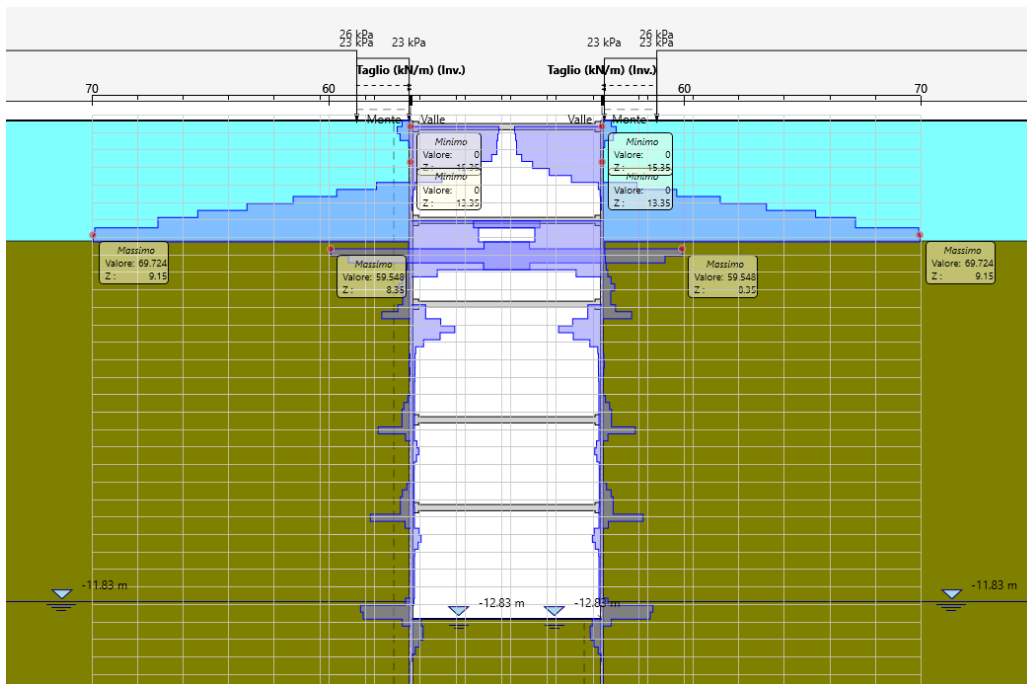 26 kPa
23 kPa 23 kPa
26 kPa
23 kPa 23 kPa
Taglio (kN/m) (Inv.) Taglio (kN/m) (Inv.)
70 60 60 70
Monte Valle Valle Monte
Minimo
Valore: 0
Z : 15.35
Minimo
Valore: 0
Z : 13.35
Minimo
Valore: 0
Z : 15.35
Minimo
Valore: 0
Z : 13.35
Massimo
Valore: 69.724
Z : 9.15
Massimo
Valore: 59.548
Z : 8.35
Massimo
Valore: 59.548
Z : 8.35
Massimo
Valore: 69.724
Z : 9.15
-11.83 m -11.83 m
-12.83 m -12.83 m